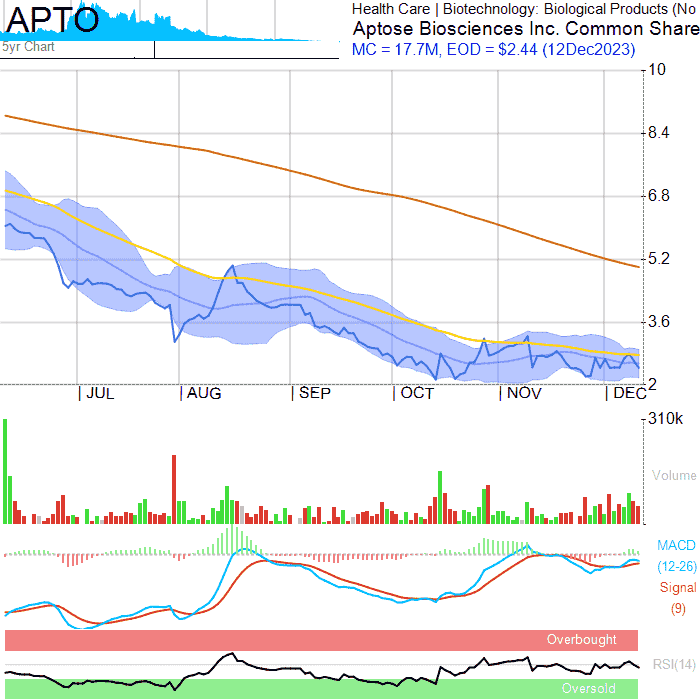 APTO
5yr Chart
Health Care | Biotechnology: Biological Products (No
Aptose Biosciences Inc. Common Share
MC = 17.7M, EOD = $2.44 (12Dec2023)
10
8.4
6.8
5.2
3.6
2
| JUL | AUG | SEP | OCT | NOV | DEC
310k
Volume
MACD
(12-26)
Signal
(9)
Overbought
RSI(14)
Oversold